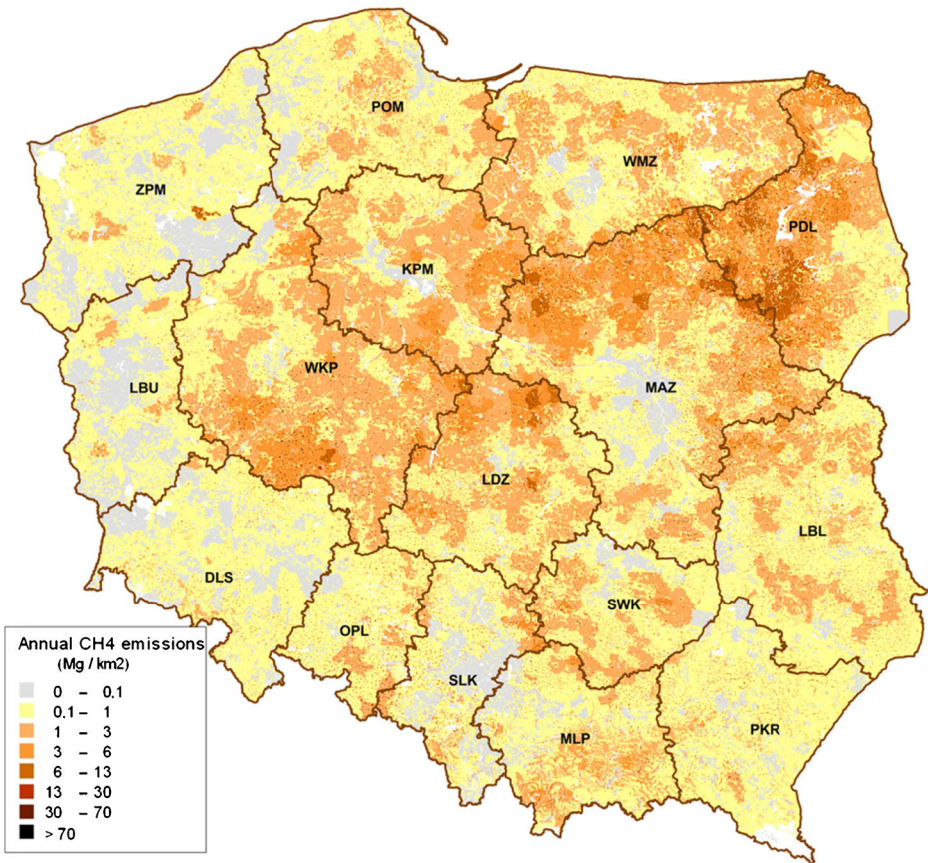 POM
WMZ
ZPM
PDL
KPM
WKP
LBU
MAZ
LDZ
LBL
DLS
SWK
OPL
SLK
PKR
MLP
Annual CH4 emissions
(Mg / km2)
0 – 0.1
0.1 – 1
1 – 3
3 – 6
6 – 13
13 – 30
30 – 70
> 70